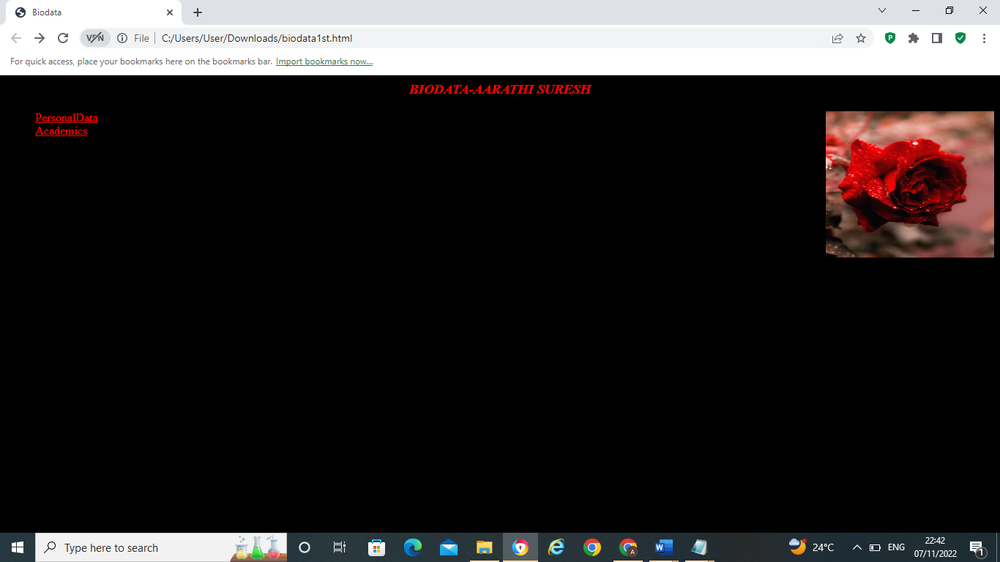 Biodata
VPN File C:/Users/User/Downloads/biodata1st.html
For quick access, place your bookmarks here on the bookmarks bar. Import bookmarks now...
BIODATA-AARATHI SURESH
PersonalData
Academics
Type here to search
24°C ENG 22:42
07/11/2022
1